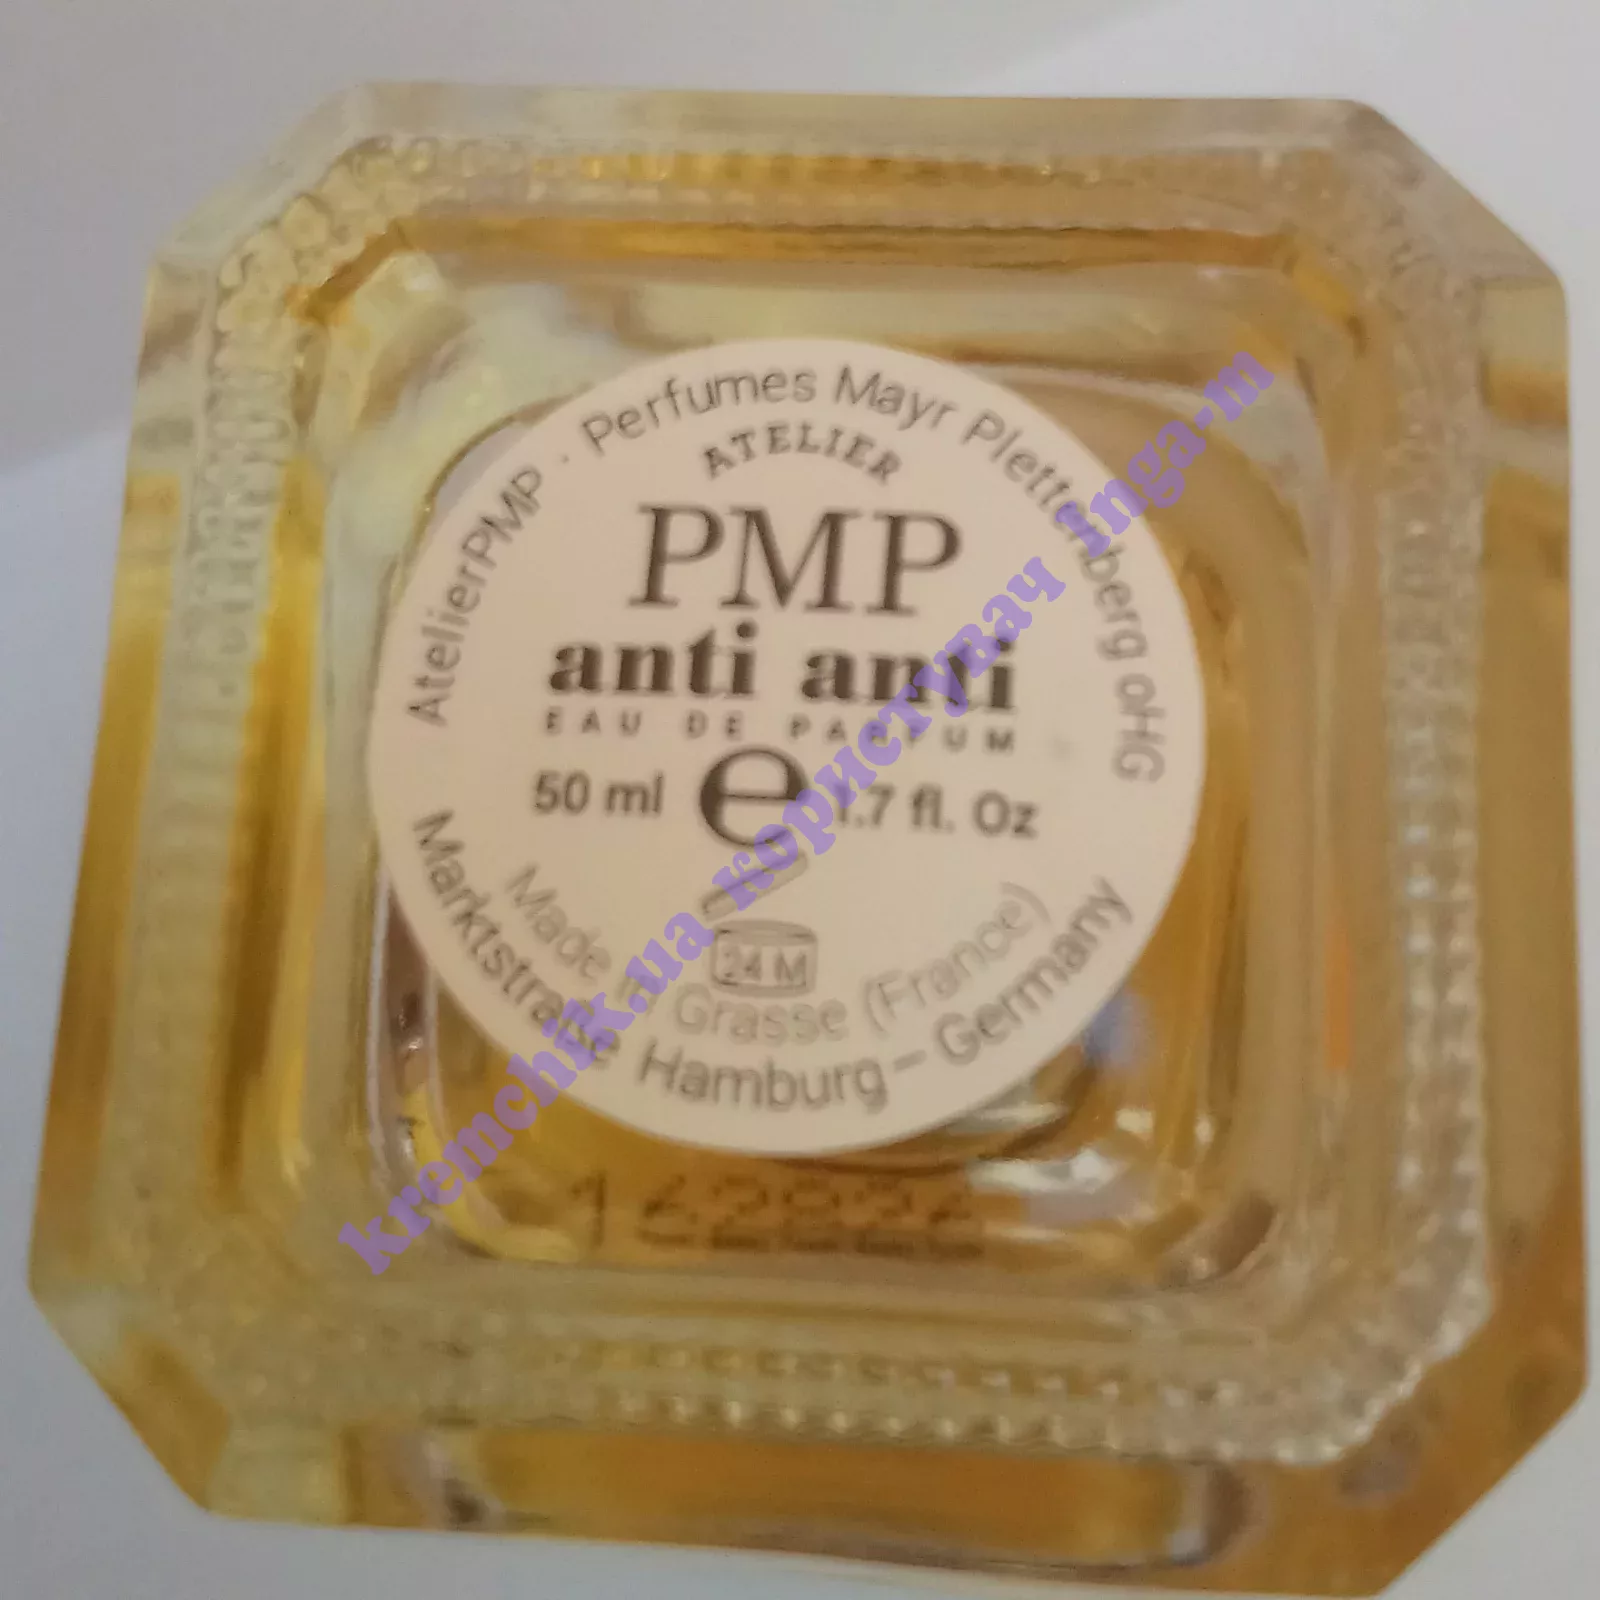 AtelierPMP · Perfumes Mayr Plettenberg oHG
ATELIER
PMP
anti anti
EAU DE PARFUM
50 ml e 1.7 fl. Oz
24 M
Made in Grasse (France)
Marktstraße Hamburg – Germany
kremchik.ua користувач inga-m